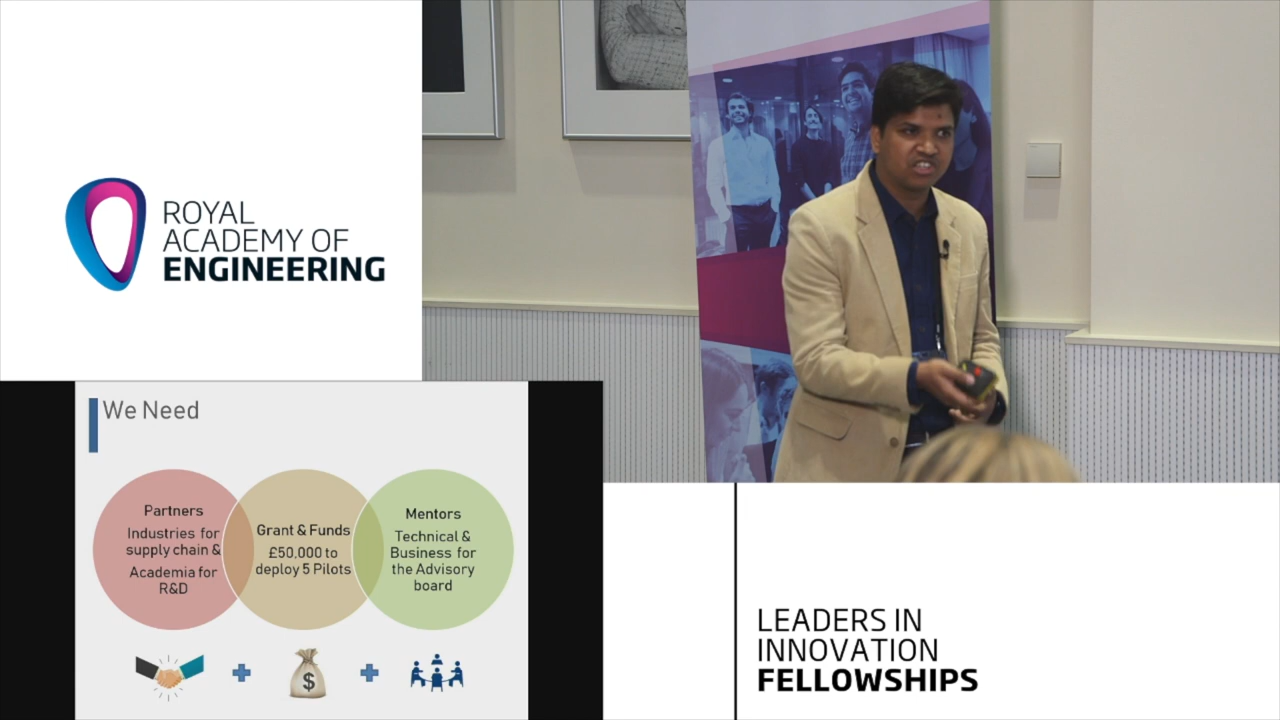 ROYAL
ACADEMY OF
ENGINEERING
We Need
Partners
Industries for
supply chain &
Academia for
R&D
Grant & Funds
£50,000 to
deploy 5 Pilots
Mentors
Technical &
Business for
the Advisory
board
$
LEADERS IN
INNOVATION
FELLOWSHIPS